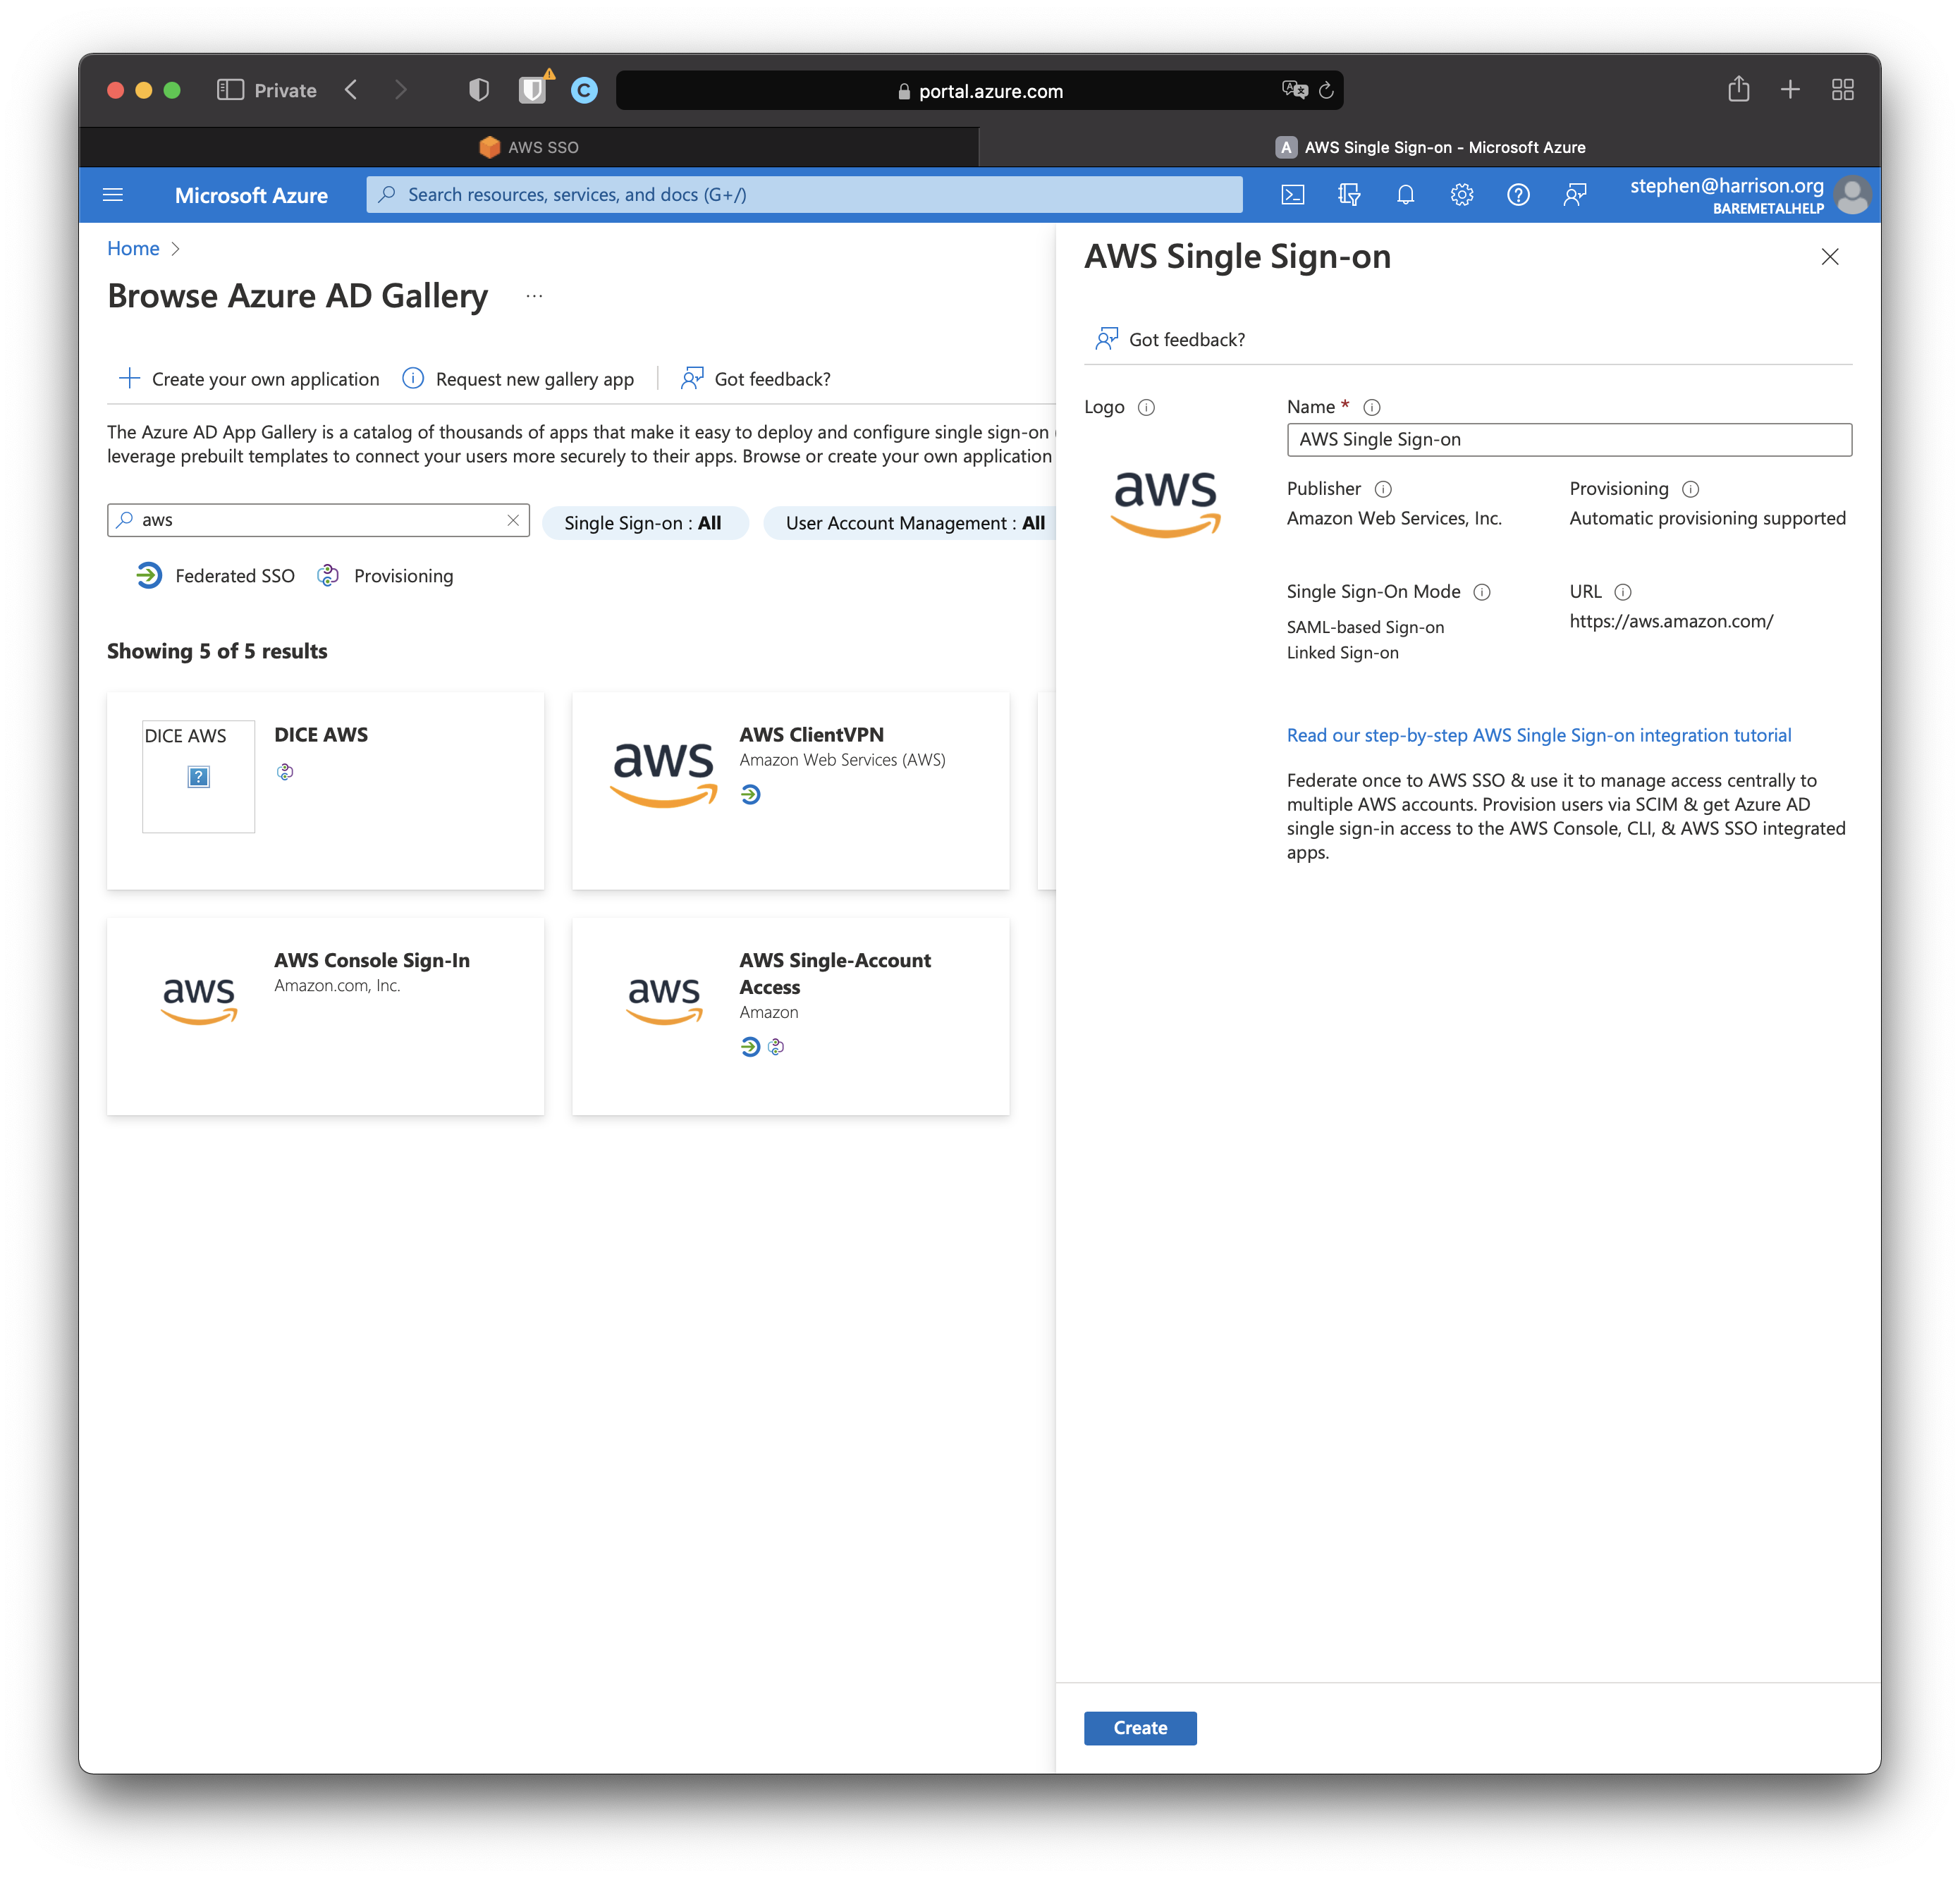 Private
portal.azure.com
AWS SSO
A AWS Single Sign-on - Microsoft Azure
Microsoft Azure
Search resources, services, and docs (G+/)
stephen@harrison.org
BAREMETALHELP
Home >
Browse Azure AD Gallery ...
Create your own application
Request new gallery app
Got feedback?
The Azure AD App Gallery is a catalog of thousands of apps that make it easy to deploy and configure single sign-on (
leverage prebuilt templates to connect your users more securely to their apps. Browse or create your own application
aws
Single Sign-on : All
User Account Management : All
Federated SSO
Provisioning
Showing 5 of 5 results
DICE AWS
DICE AWS
aws
AWS ClientVPN
Amazon Web Services (AWS)
aws
AWS Console Sign-In
Amazon.com, Inc.
aws
AWS Single-Account
Access
Amazon
AWS Single Sign-on
Got feedback?
Logo
aws
Name *
AWS Single Sign-on
Publisher
Amazon Web Services, Inc.
Provisioning
Automatic provisioning supported
Single Sign-On Mode
SAML-based Sign-on
Linked Sign-on
URL
https://aws.amazon.com/
Read our step-by-step AWS Single Sign-on integration tutorial
Federate once to AWS SSO & use it to manage access centrally to
multiple AWS accounts. Provision users via SCIM & get Azure AD
single sign-in access to the AWS Console, CLI, & AWS SSO integrated
apps.
Create